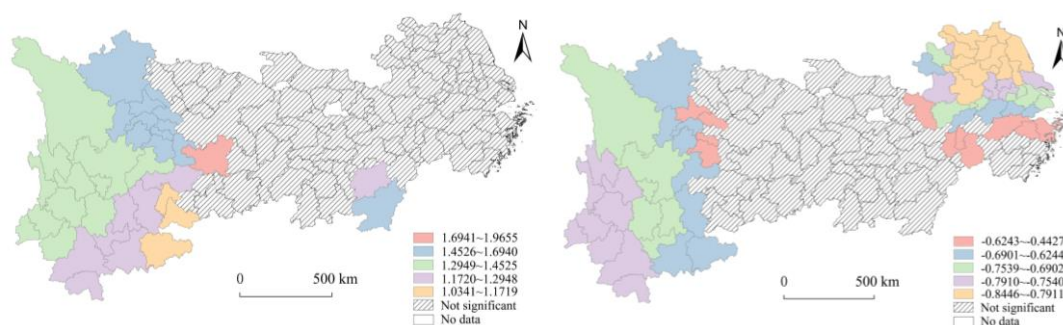 N
1.6941~1.9655
1.4526~1.6940
1.2949~1.4525
1.1720~1.2948
1.0341~1.1719
Not significant
No data
0 500 km
N
-0.6243~-0.4427
-0.6901~-0.6244
-0.7539~-0.6902
-0.7910~-0.7540
-0.8446~-0.7911
Not significant
No data
0 500 km